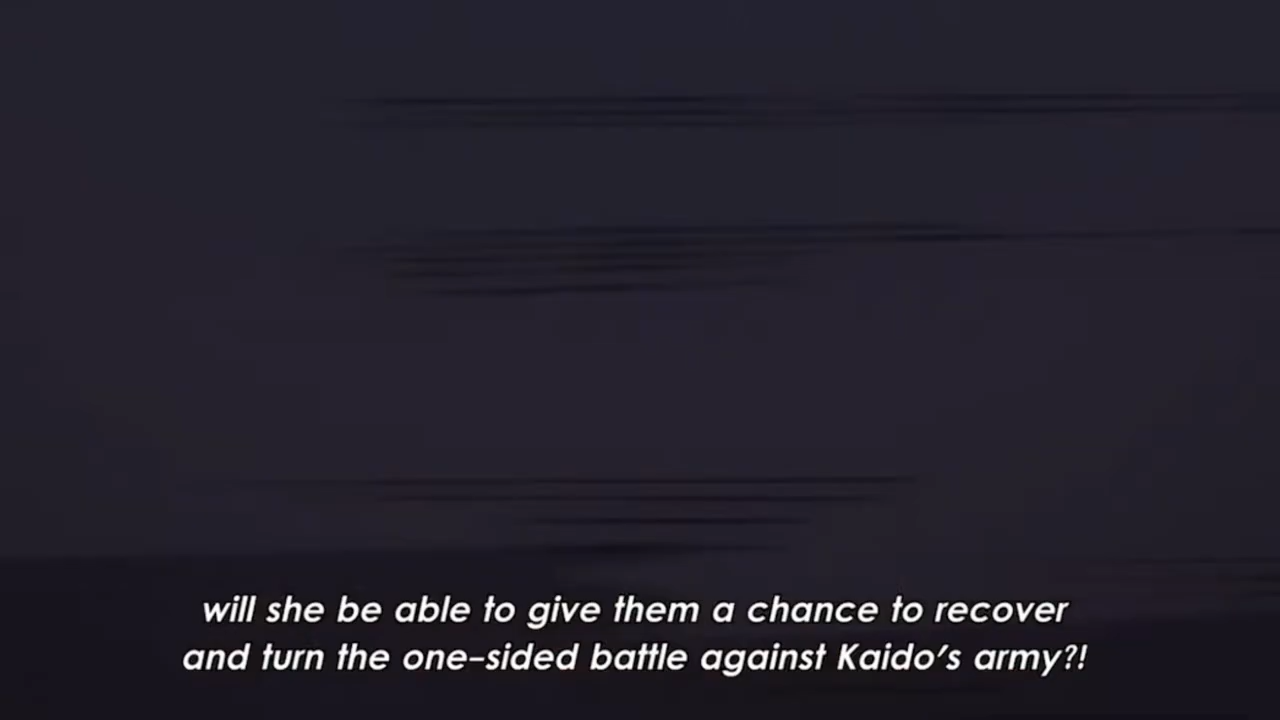 will she be able to give them a chance to recover
and turn the one-sided battle against Kaido's army?!